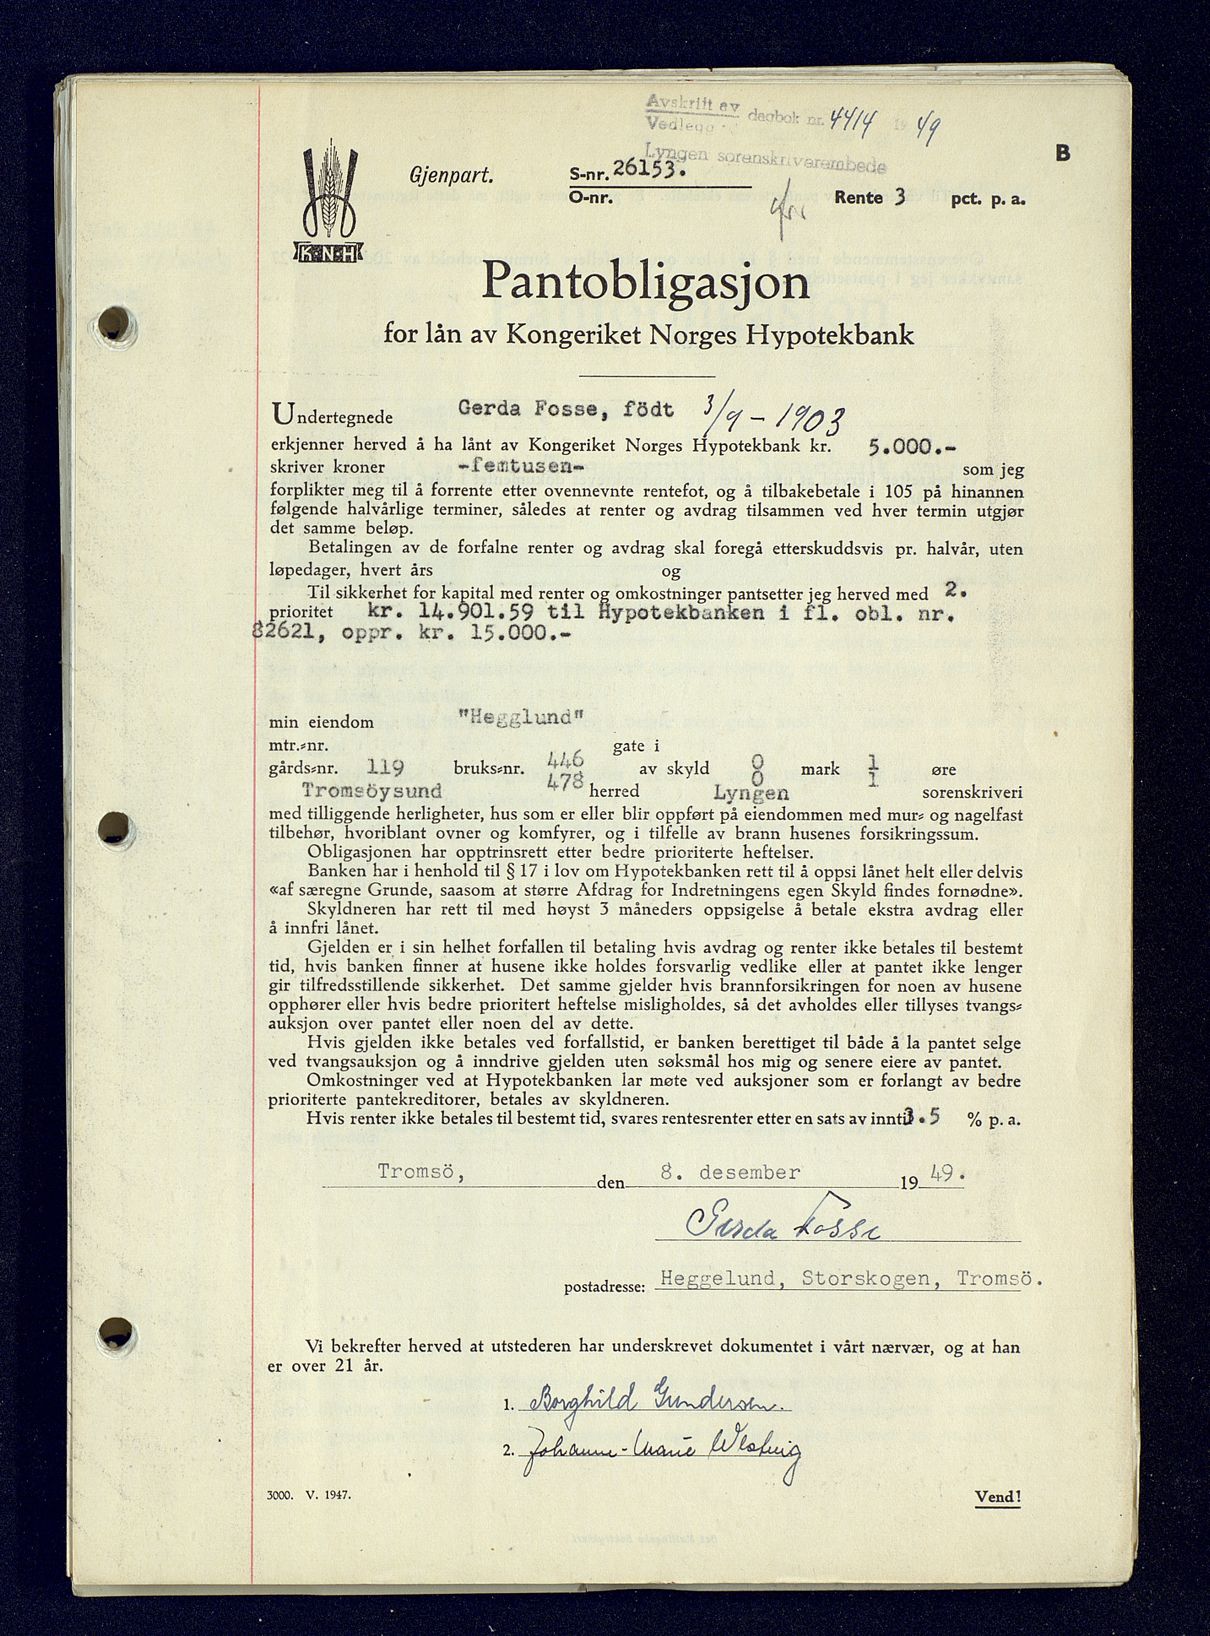 Avskrift av
Vedlegg dagbok nr. 4414 19 49
Lyngen sorenskriverembede
B
Gjenpart.
S-nr. 26153.
O-nr.
Rente 3 pct. p. a.
K·N·H
Pantobligasjon
for lån av Kongeriket Norges Hypotekbank
Undertegnede Gerda Fosse, födt 3/9 - 1903
erkjenner herved å ha lånt av Kongeriket Norges Hypotekbank kr. 5.000.-
skriver kroner -femtusen- som jeg
forplikter meg til å forrente etter ovennevnte rentefot, og å tilbakebetale i 105 på hinannen
følgende halvårlige terminer, således at renter og avdrag tilsammen ved hver termin utgjør
det samme beløp.
Betalingen av de forfalne renter og avdrag skal foregå etterskuddsvis pr. halvår, uten
løpedager, hvert års og
Til sikkerhet for kapital med renter og omkostninger pantsetter jeg herved med 2.
prioritet kr. 14.901.59 til Hypotekbanken i fl. obl. nr.
82621, oppr. kr. 15.000.-
min eiendom "Hegglund"
mtr.-nr. gate i
gårds-nr. 119 bruks-nr. 446 av skyld 0 mark 1 øre
478 0 1
Tromsöysund herred Lyngen sorenskriveri
med tilliggende herligheter, hus som er eller blir oppført på eiendommen med mur- og nagelfast
tilbehør, hvoriblant ovner og komfyrer, og i tilfelle av brann husenes forsikringssum.
Obligasjonen har opptrinsrett etter bedre prioriterte heftelser.
Banken har i henhold til § 17 i lov om Hypotekbanken rett til å oppsi lånet helt eller delvis
«af særegne Grunde, saasom at større Afdrag for Indretningens egen Skyld findes fornødne».
Skyldneren har rett til med høyst 3 måneders oppsigelse å betale ekstra avdrag eller
å innfri lånet.
Gjelden er i sin helhet forfallen til betaling hvis avdrag og renter ikke betales til bestemt
tid, hvis banken finner at husene ikke holdes forsvarlig vedlike eller at pantet ikke lenger
gir tilfredsstillende sikkerhet. Det samme gjelder hvis brannforsikringen for noen av husene
opphører eller hvis bedre prioritert heftelse misligholdes, så det avholdes eller tillyses tvangs-
auksjon over pantet eller noen del av dette.
Hvis gjelden ikke betales ved forfallstid, er banken berettiget til både å la pantet selge
ved tvangsauksjon og å inndrive gjelden uten søksmål hos mig og senere eiere av pantet.
Omkostninger ved at Hypotekbanken lar møte ved auksjoner som er forlangt av bedre
prioriterte pantekreditorer, betales av skyldneren.
Hvis renter ikke betales til bestemt tid, svares rentesrenter etter en sats av inntil 3.5 % p. a.
Tromsö, den 8. desember 19 49.
Gerda Fosse
postadresse: Heggelund, Storskogen, Tromsö.
Vi bekrefter herved at utstederen har underskrevet dokumentet i vårt nærvær, og at han
er over 21 år.
1. Borghild Gundersen.
2. Johanne-Marie
3000. V. 1947.
Vend!